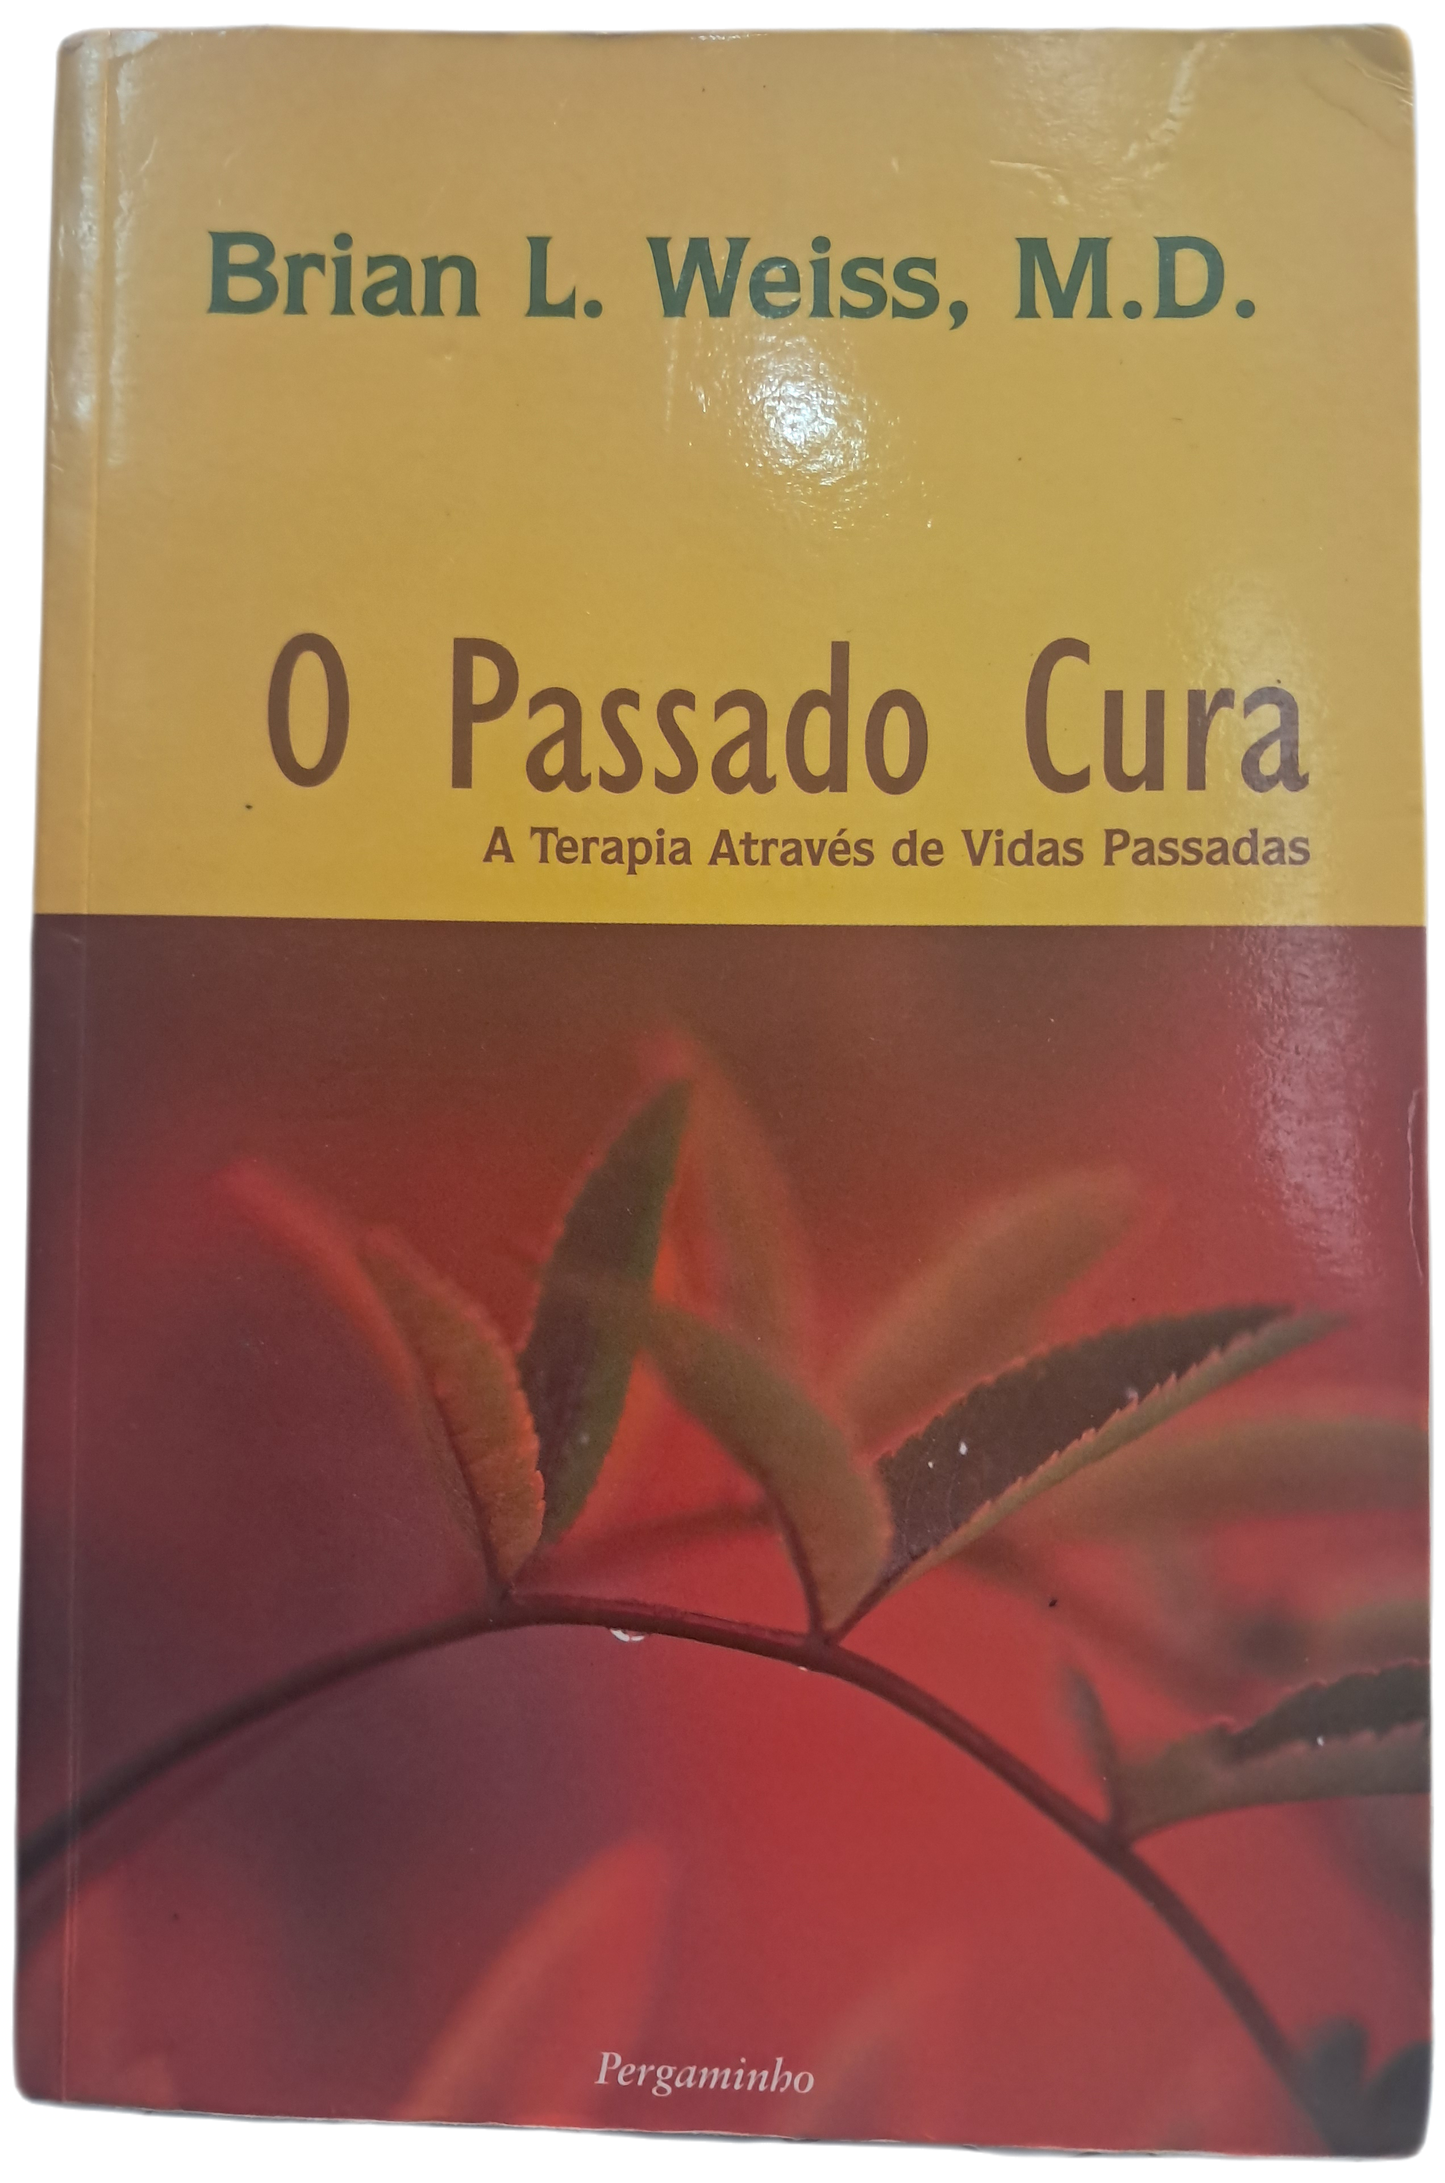 Brian L. Weiss, M.D.
O Passado Cura
A Terapia Através de Vidas Passadas
Pergaminho